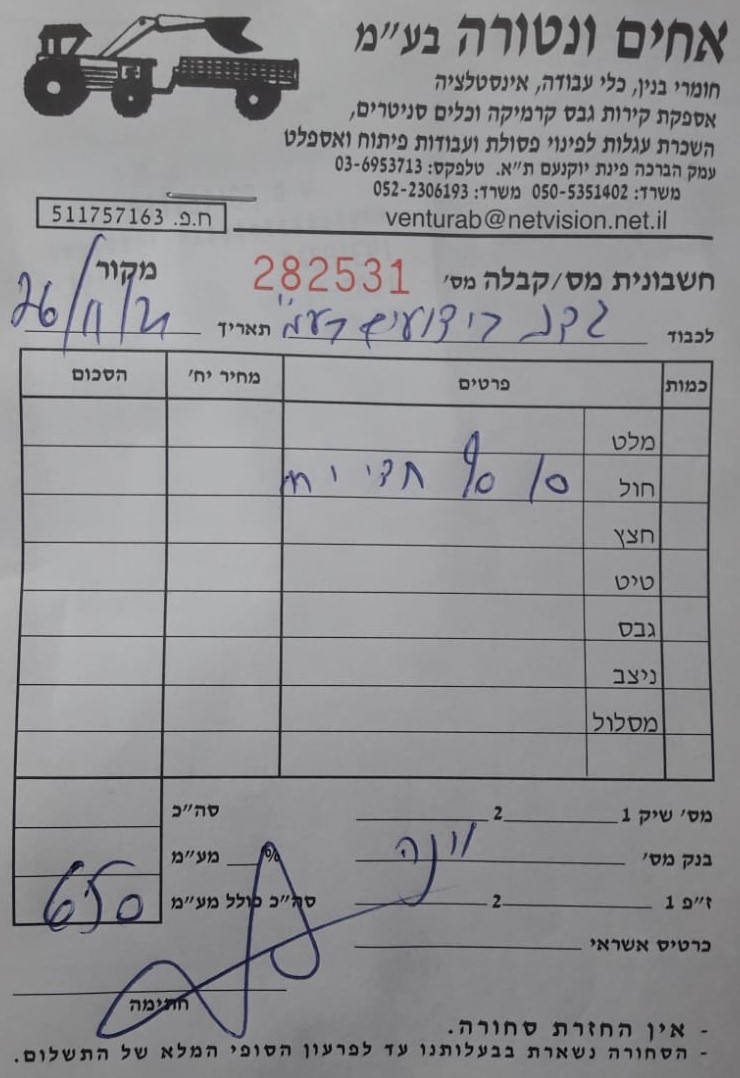 אחים ונטורה בע״מ
חומרי בנין, כלי עבודה, אינסטלציה
אספקת קירות גבס קרמיקה וכלים סניטרים,
השכרת עגלות לפינוי פסולת ועבודות פיתוח ואספלט
עמק הברכה פינת יוקנעם ת״א. טלפקס: 03-6953713
משרד: 050-5351402 משרד: 052-2306193
venturab@netvision.net.il
ח.פ. 511757163
חשבונית מס/קבלה מס׳ 282531 מקור
לכבוד תאריך 26/11/21
כמות פרטים מחיר יח׳ הסכום
מלט
חול 10
חצץ
טיט
גבס
ניצב
מסלול
מס׳ שיק 1 2 סה״כ
בנק מס׳ מע״מ %
ז״פ 1 2 סה״כ כולל מע״מ 650
כרטיס אשראי
חתימה
- אין החזרת סחורה.
- הסחורה נשארת בבעלותנו עד לפרעון הסופי המלא של התשלום.